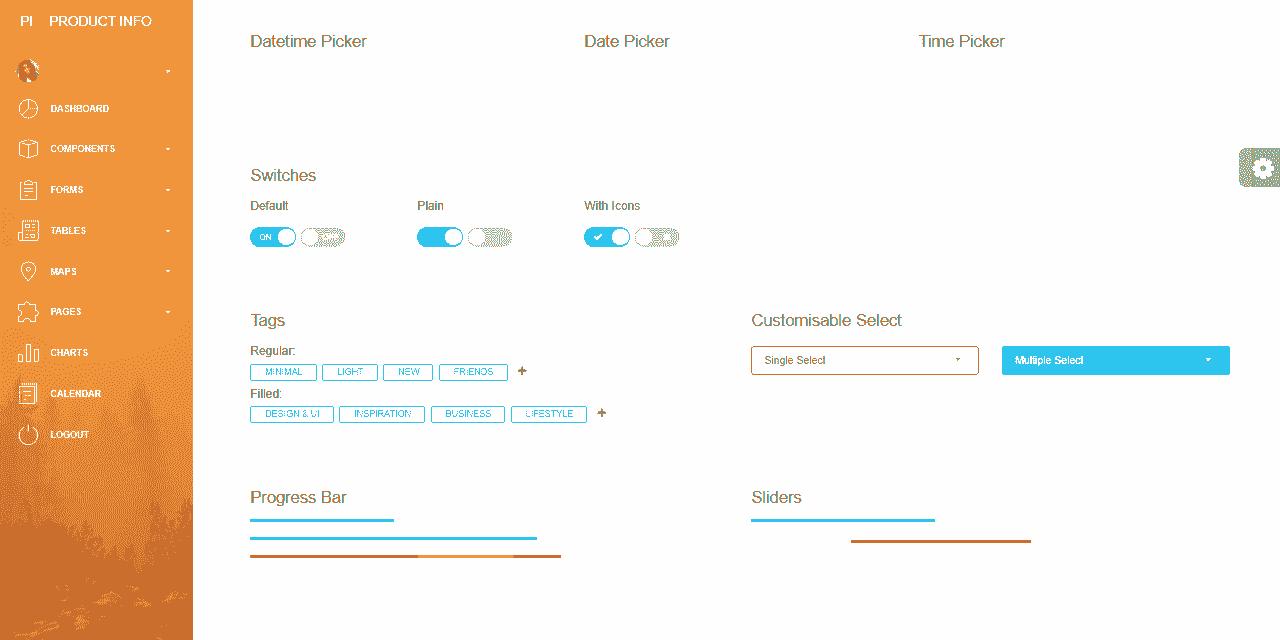 PI PRODUCT INFO
DASHBOARD
COMPONENTS
FORMS
TABLES
MAPS
PAGES
CHARTS
CALENDAR
LOGOUT
Datetime Picker Date Picker Time Picker
Switches
Default Plain With Icons
ON
Tags Customisable Select
Regular:
MINIMAL LIGHT NEW FRIENDS +
Single Select Multiple Select
Filled:
DESIGN & UI INSPIRATION BUSINESS LIFESTYLE +
Progress Bar Sliders